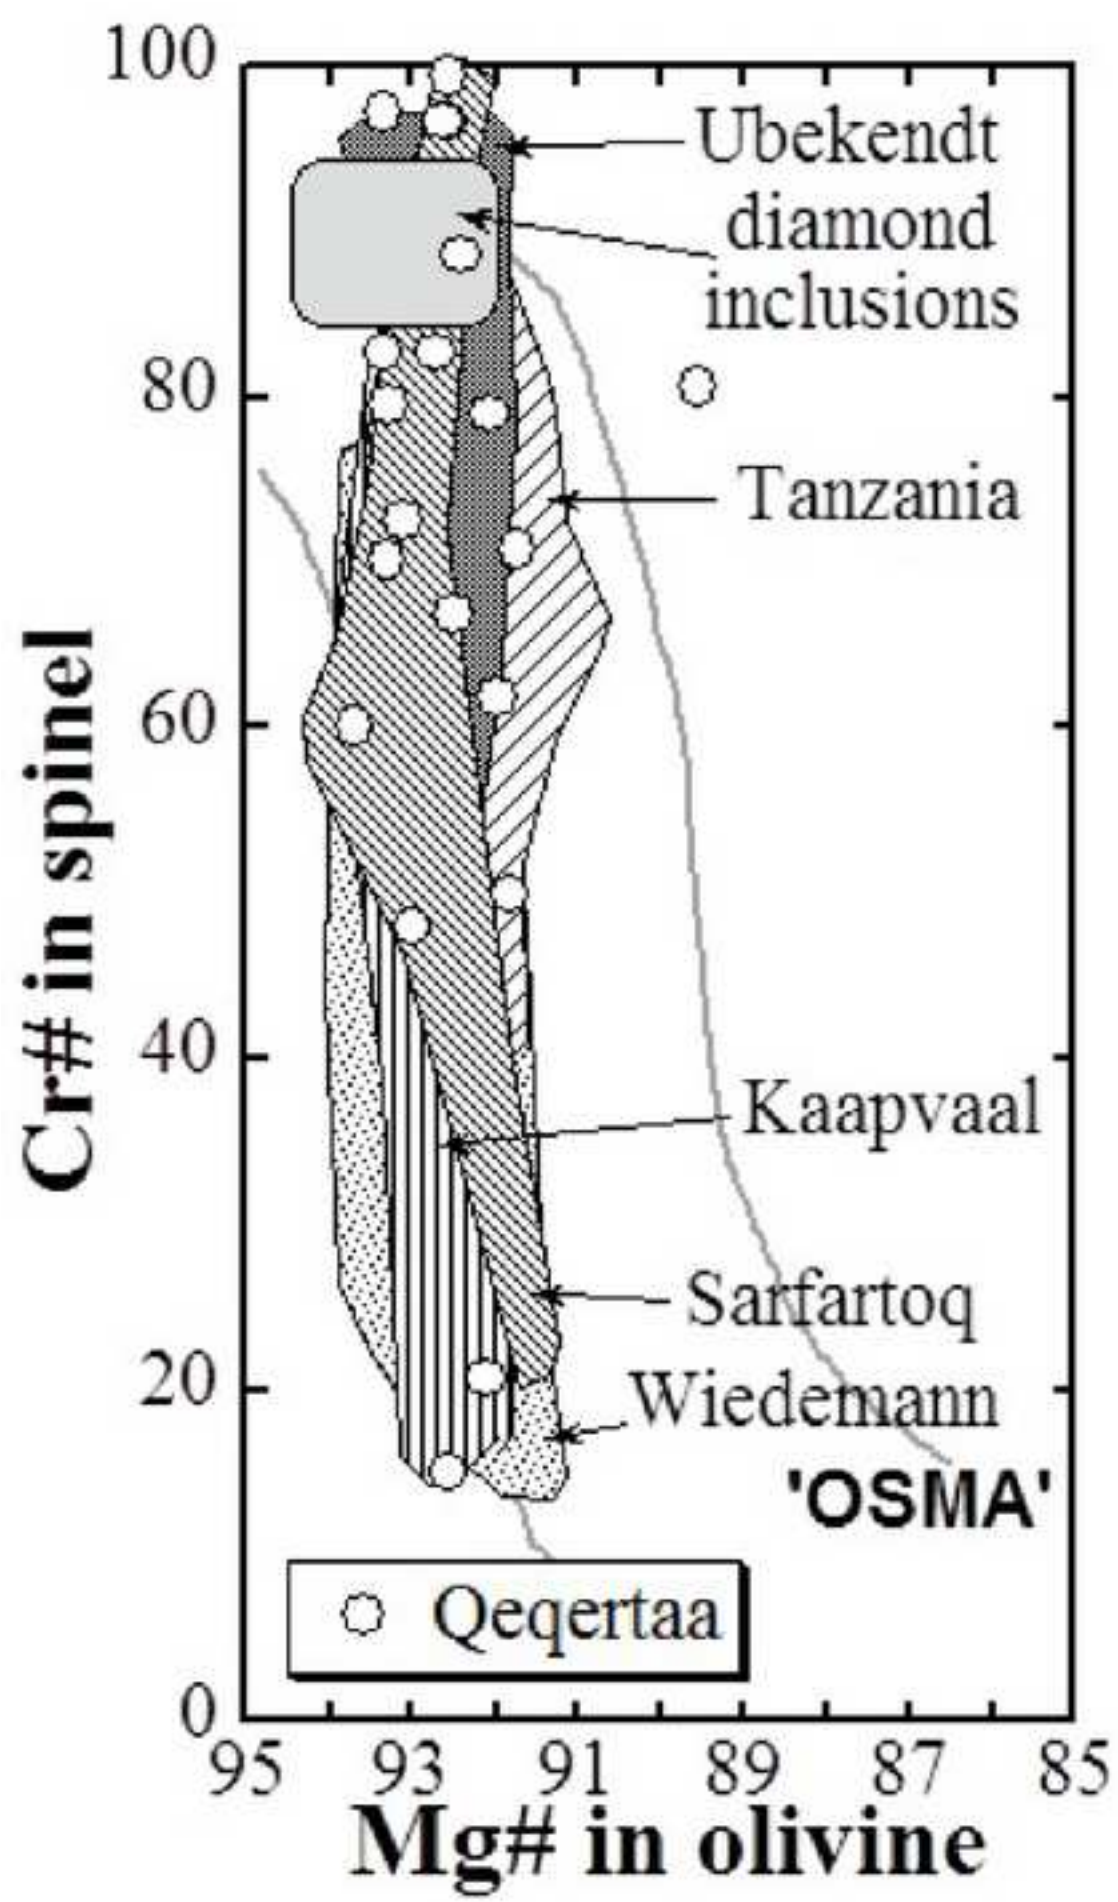 100
Ubekendt
diamond
inclusions
80
Tanzania
Cr# in spinel
60
40
Kaapvaal
Sarfartoq
20
Wiedemann
'OSMA'
Qeqertaa
0
95 93 91 89 87 85
Mg# in olivine